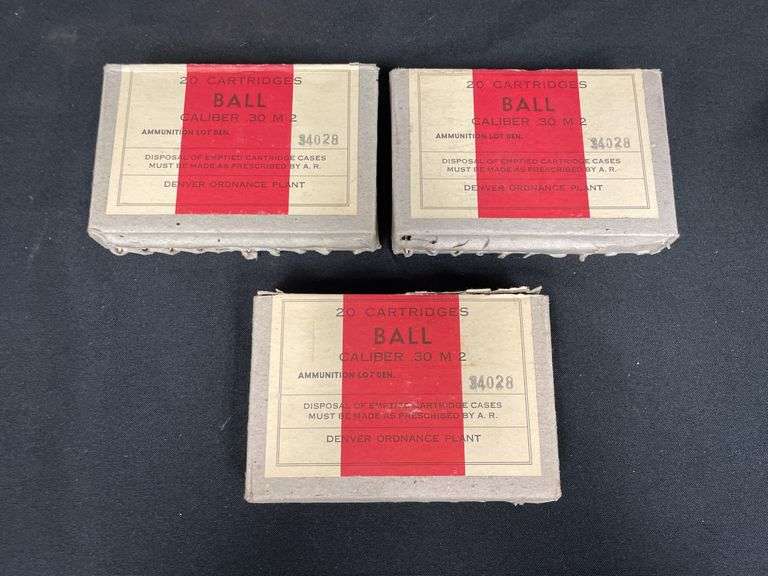 20 CARTRIDGES
BALL
CALIBER .30 M 2
AMMUNITION LOT DEN. 34028
DISPOSAL OF EMPTIED CARTRIDGE CASES
MUST BE MADE AS PRESCRIBED BY A. R.
DENVER ORDNANCE PLANT
20 CARTRIDGES
BALL
CALIBER .30 M 2
AMMUNITION LOT DEN. 34028
DISPOSAL OF EMPTIED CARTRIDGE CASES
MUST BE MADE AS PRESCRIBED BY A. R.
DENVER ORDNANCE PLANT
20 CARTRIDGES
BALL
CALIBER .30 M 2
AMMUNITION LOT DEN. 34028
DISPOSAL OF EMPTIED CARTRIDGE CASES
MUST BE MADE AS PRESCRIBED BY A. R.
DENVER ORDNANCE PLANT